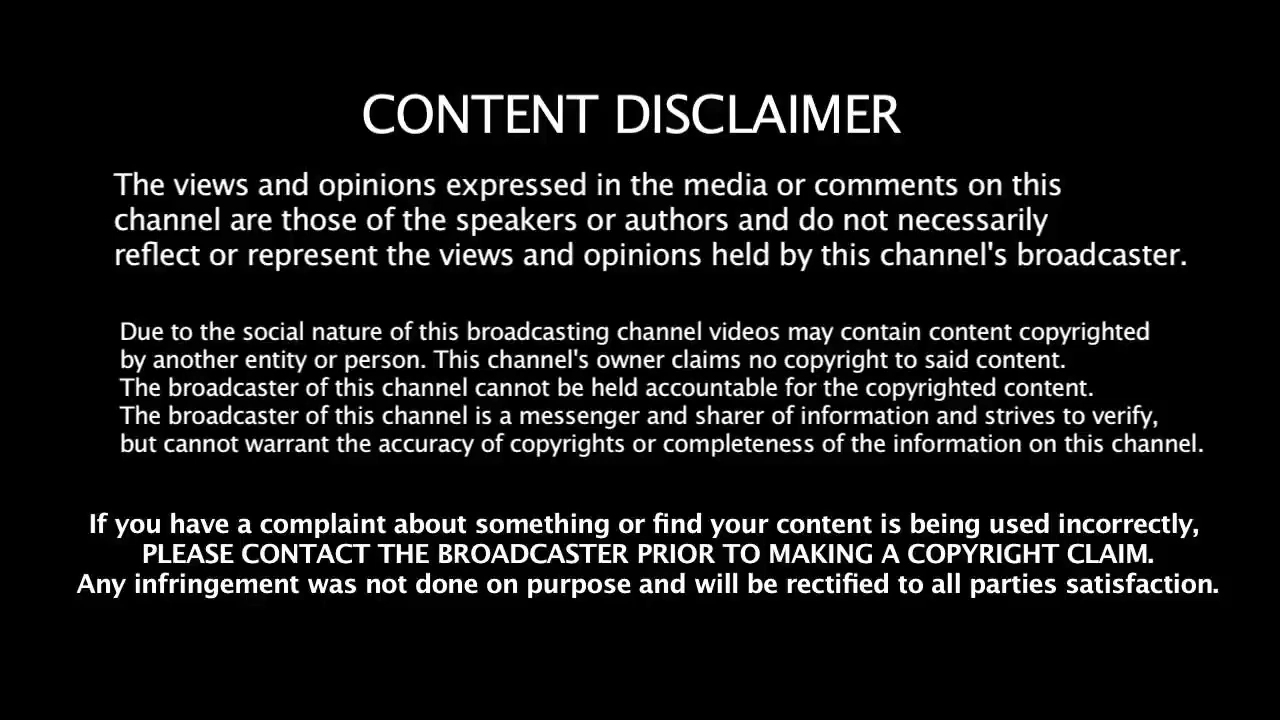 CONTENT DISCLAIMER
The views and opinions expressed in the media or comments on this
channel are those of the speakers or authors and do not necessarily
reflect or represent the views and opinions held by this channel's broadcaster.
Due to the social nature of this broadcasting channel videos may contain content copyrighted
by another entity or person. This channel's owner claims no copyright to said content.
The broadcaster of this channel cannot be held accountable for the copyrighted content.
The broadcaster of this channel is a messenger and sharer of information and strives to verify,
but cannot warrant the accuracy of copyrights or completeness of the information on this channel.
If you have a complaint about something or find your content is being used incorrectly,
PLEASE CONTACT THE BROADCASTER PRIOR TO MAKING A COPYRIGHT CLAIM.
Any infringement was not done on purpose and will be rectified to all parties satisfaction.